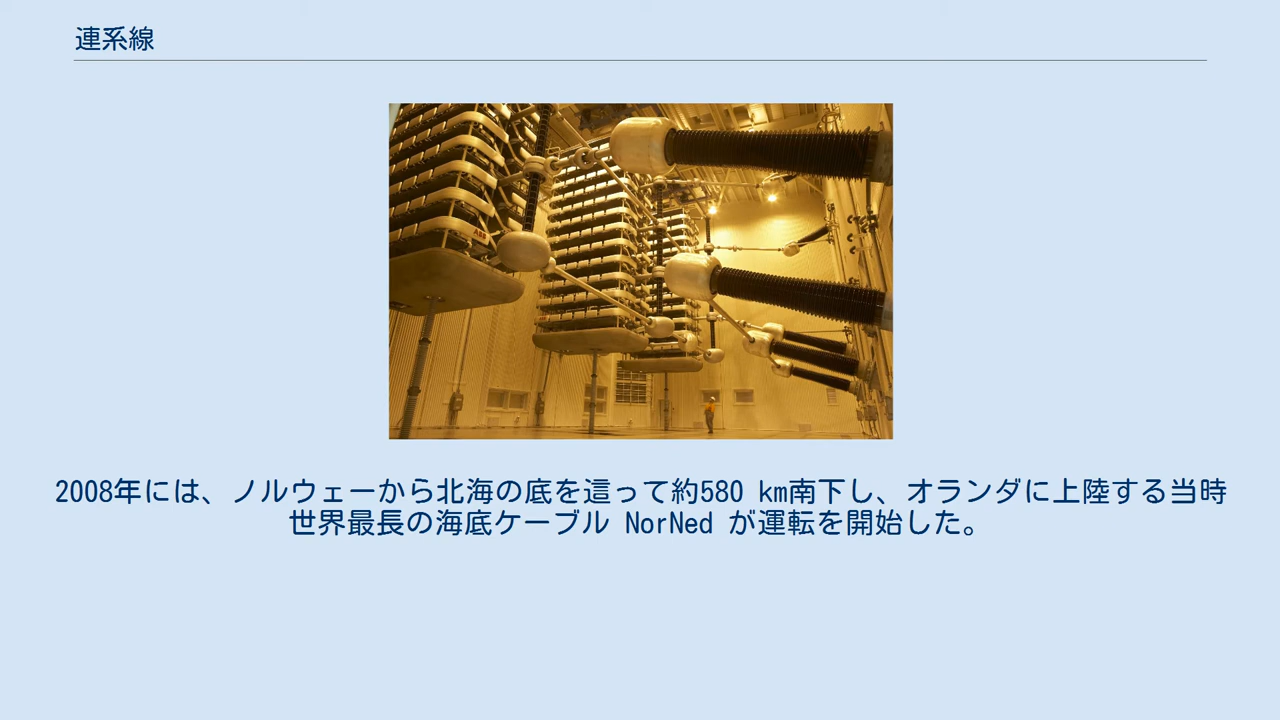 連系線
ABB
2008年には、ノルウェーから北海の底を這って約580 km南下し、オランダに上陸する当時
世界最長の海底ケーブル NorNed が運転を開始した。